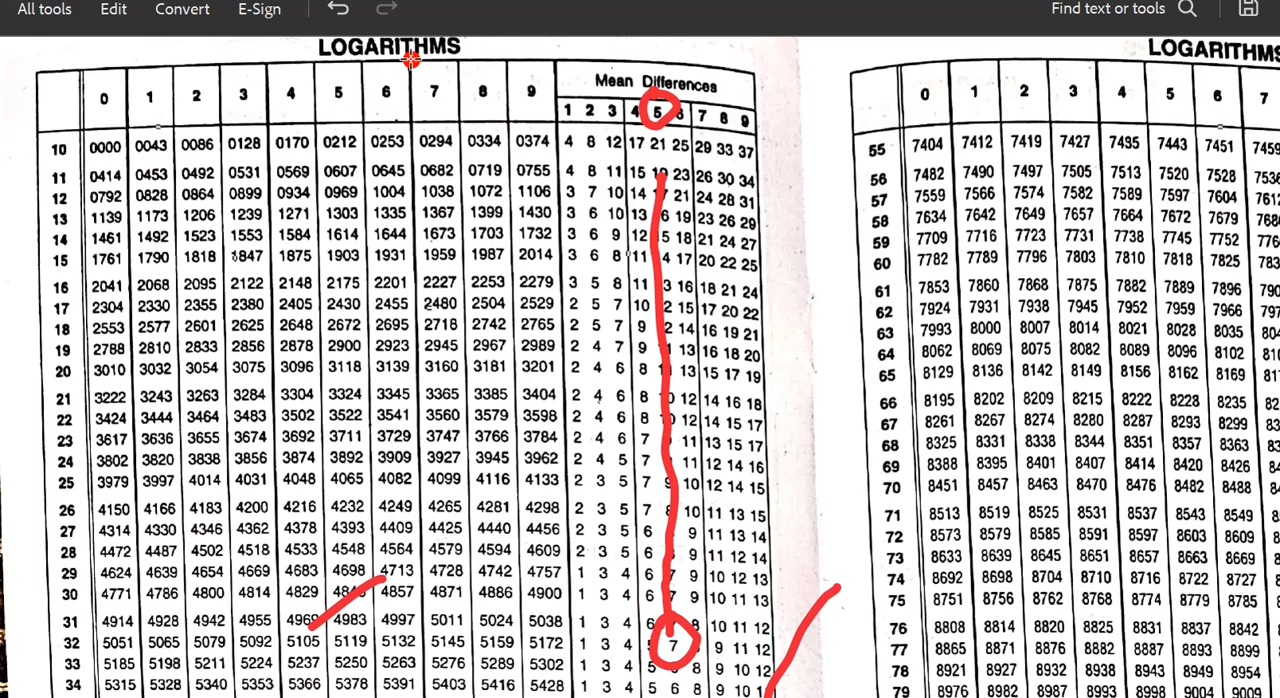 All tools Edit Convert E-Sign Find text or tools
LOGARITHMS
Mean Differences
0 1 2 3 4 5 6 7 8 9 1 2 3 4 5 6 7 8 9
10 0000 0043 0086 0128 0170 0212 0253 0294 0334 0374 4 8 12 17 21 25 29 33 37
11 0414 0453 0492 0531 0569 0607 0645 0682 0719 0755 4 8 11 15 19 23 26 30 34
12 0792 0828 0864 0899 0934 0969 1004 1038 1072 1106 3 7 10 14 21 24 28 31
13 1139 1173 1206 1239 1271 1303 1335 1367 1399 1430 3 6 10 13 19 23 26 29
14 1461 1492 1523 1553 1584 1614 1644 1673 1703 1732 3 6 9 12 18 21 24 27
15 1761 1790 1818 1847 1875 1903 1931 1959 1987 2014 3 6 8 11 17 20 22 25
16 2041 2068 2095 2122 2148 2175 2201 2227 2253 2279 3 5 8 11 16 18 21 24
17 2304 2330 2355 2380 2405 2430 2455 2480 2504 2529 2 5 7 10 15 17 20 22
18 2553 2577 2601 2625 2648 2672 2695 2718 2742 2765 2 5 7 9 14 16 19 21
19 2788 2810 2833 2856 2878 2900 2923 2945 2967 2989 2 4 7 9 13 16 18 20
20 3010 3032 3054 3075 3096 3118 3139 3160 3181 3201 2 4 6 8 13 15 17 19
21 3222 3243 3263 3284 3304 3324 3345 3365 3385 3404 2 4 6 8 12 14 16 18
22 3424 3444 3464 3483 3502 3522 3541 3560 3579 3598 2 4 6 8 12 14 15 17
23 3617 3636 3655 3674 3692 3711 3729 3747 3766 3784 2 4 6 7 11 13 15 17
24 3802 3820 3838 3856 3874 3892 3909 3927 3945 3962 2 4 5 7 11 12 14 16
25 3979 3997 4014 4031 4048 4065 4082 4099 4116 4133 2 3 5 7 10 12 14 15
26 4150 4166 4183 4200 4216 4232 4249 4265 4281 4298 2 3 5 7 10 11 13 15
27 4314 4330 4346 4362 4378 4393 4409 4425 4440 4456 2 3 5 6 9 11 13 14
28 4472 4487 4502 4518 4533 4548 4564 4579 4594 4609 2 3 5 6 9 11 12 14
29 4624 4639 4654 4669 4683 4698 4713 4728 4742 4757 1 3 4 6 9 10 12 13
30 4771 4786 4800 4814 4829 4857 4871 4886 4900 1 3 4 6 9 10 11 13
31 4914 4928 4942 4955 4983 4997 5011 5024 5038 1 3 4 6 8 10 11 12
32 5051 5065 5079 5092 5105 5119 5132 5145 5159 5172 1 3 4 7 9 11 12
33 5185 5198 5211 5224 5237 5250 5263 5276 5289 5302 1 3 4 5 8 9 10 12
34 5315 5328 5340 5353 5366 5378 5391 5403 5416 5428 1 3 4 5 6 8 9 10
LOGARITHMS
0 1 2 3 4 5 6 7
55 7404 7412 7419 7427 7435 7443 7451 7459
56 7482 7490 7497 7505 7513 7520 7528 7536
57 7559 7566 7574 7582 7589 7597 7604 7612
58 7634 7642 7649 7657 7664 7672 7679
59 7709 7716 7723 7731 7738 7745 7752
60 7782 7789 7796 7803 7810 7818 7825
61 7853 7860 7868 7875 7882 7889 7896
62 7924 7931 7938 7945 7952 7959 7966
63 7993 8000 8007 8014 8021 8028 8035
64 8062 8069 8075 8082 8089 8096 8102
65 8129 8136 8142 8149 8156 8162 8169
66 8195 8202 8209 8215 8222 8228 8235
67 8261 8267 8274 8280 8287 8293 8299
68 8325 8331 8338 8344 8351 8357 8363
69 8388 8395 8401 8407 8414 8420 8426
70 8451 8457 8463 8470 8476 8482 8488
71 8513 8519 8525 8531 8537 8543 8549
72 8573 8579 8585 8591 8597 8603 8609
73 8633 8639 8645 8651 8657 8663 8669
74 8692 8698 8704 8710 8716 8722 8727
75 8751 8756 8762 8768 8774 8779 8785
76 8808 8814 8820 8825 8831 8837 8842
77 8865 8871 8876 8882 8887 8893 8899
78 8921 8927 8932 8938 8943 8949 8954
79 8976 8982 8987 8993 8998 9004 9009